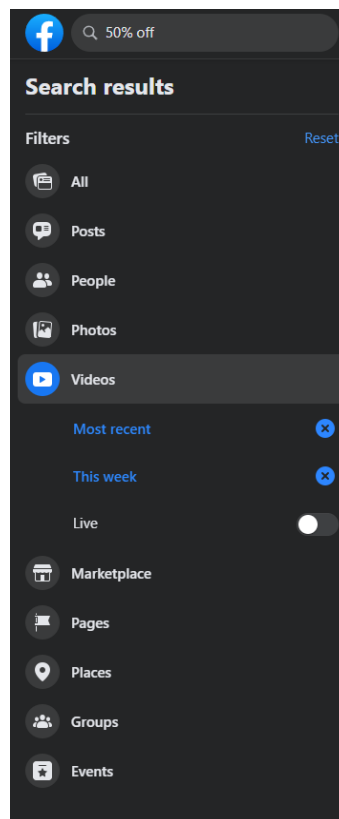 50% off
Search results
Filters Reset
All
Posts
People
Photos
Videos
Most recent
This week
Live
Marketplace
Pages
Places
Groups
Events